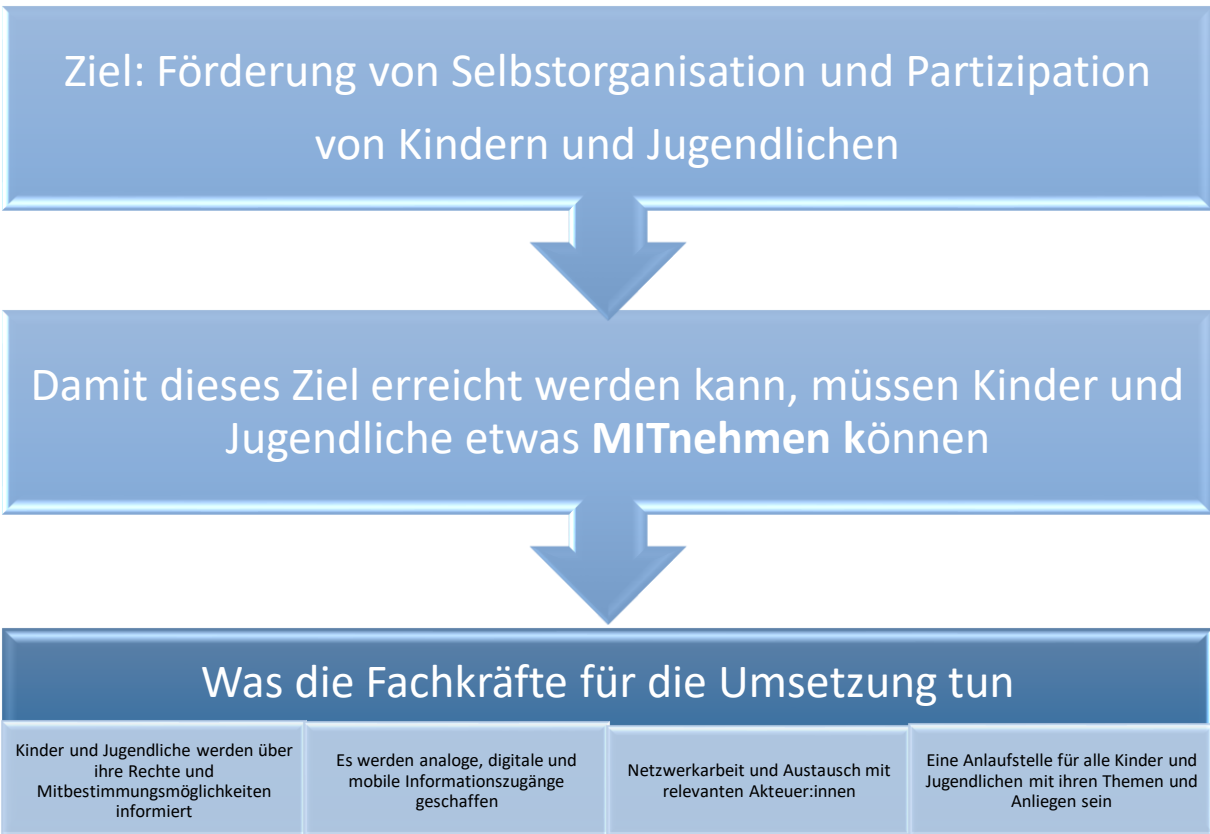 Ziel: Förderung von Selbstorganisation und Partizipation
von Kindern und Jugendlichen
Damit dieses Ziel erreicht werden kann, müssen Kinder und
Jugendliche etwas MITnehmen können
Was die Fachkräfte für die Umsetzung tun
Kinder und Jugendliche werden über
ihre Rechte und
Mitbestimmungsmöglichkeiten
informiert
Es werden analoge, digitale und
mobile Informationszugänge
geschaffen
Netzwerkarbeit und Austausch mit
relevanten Akteuer:innen
Eine Anlaufstelle für alle Kinder und
Jugendlichen mit ihren Themen und
Anliegen sein